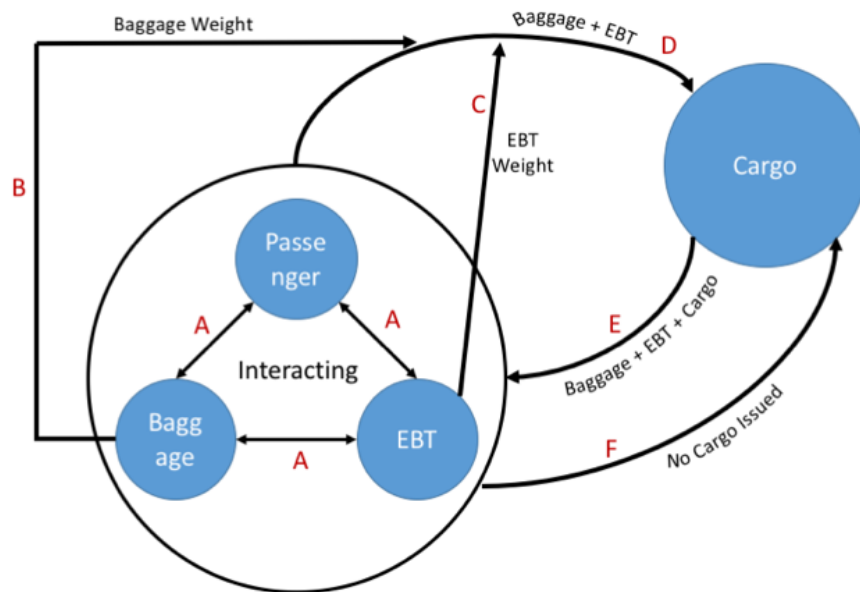 Baggage Weight
Baggage + EBT
D
C
EBT
Weight
B
Cargo
Passe
nger
A
A
Interacting
E
Baggage + EBT + Cargo
Bagg
age
A
EBT
F
No Cargo Issued